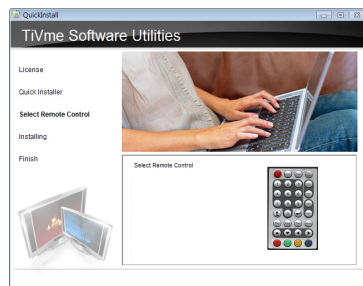 QuickInstall
TiVme Software Utilities
License
Quick Installer
Select Remote Control
Installing
Finish
Select Remote Control